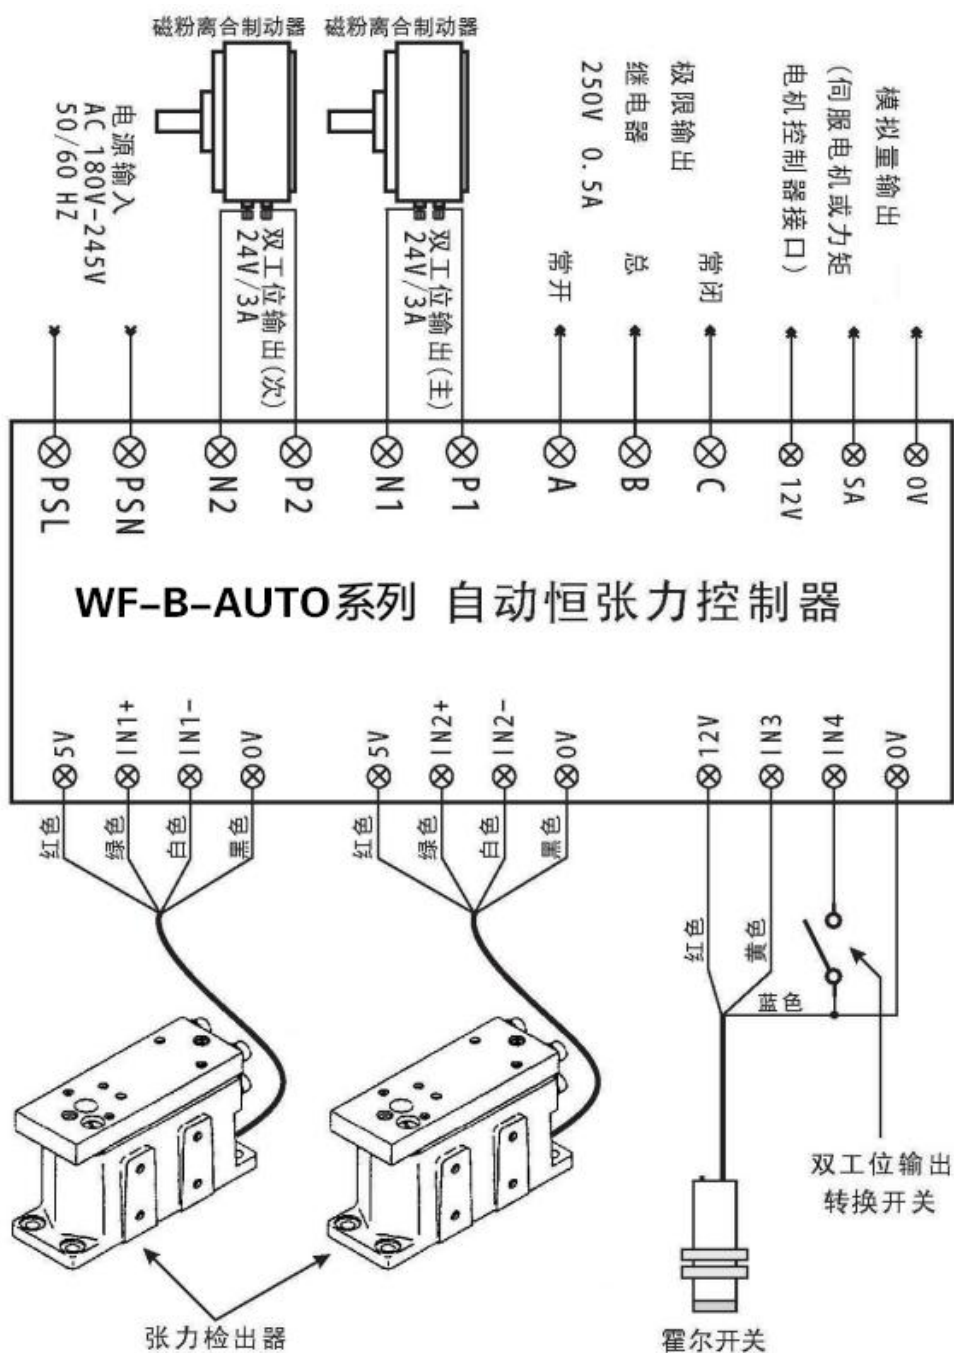 磁粉离合制动器
磁粉离合制动器
电源输入
AC 180V-245V
50/60 HZ
双工位输出(次)
24V/3A
双工位输出(主)
24V/3A
极限输出
继电器
250V 0.5A
常开
总
常闭
模拟量输出
(伺服电机或力矩
电机控制器接口)
PSL
PSN
N2
P2
N1
P1
A
B
C
12V
SA
0V
WF-B-AUTO系列 自动恒张力控制器
5V
IN1+
IN1-
0V
5V
IN2+
IN2-
0V
12V
IN3
IN4
0V
红色
绿色
白色
黑色
红色
绿色
白色
黑色
红色
黄色
蓝色
双工位输出
转换开关
张力检出器
霍尔开关